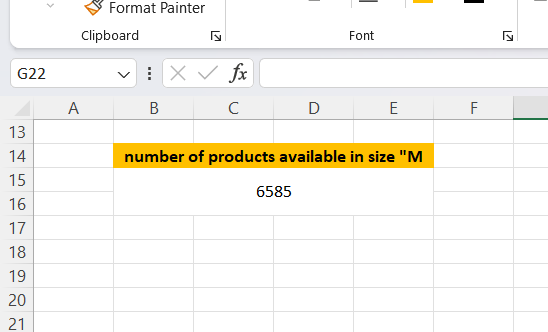 Format Painter
Clipboard
Font
G22
fx
A B C D E F
13
14 number of products available in size "M
15
6585
16
17
18
19
20
21